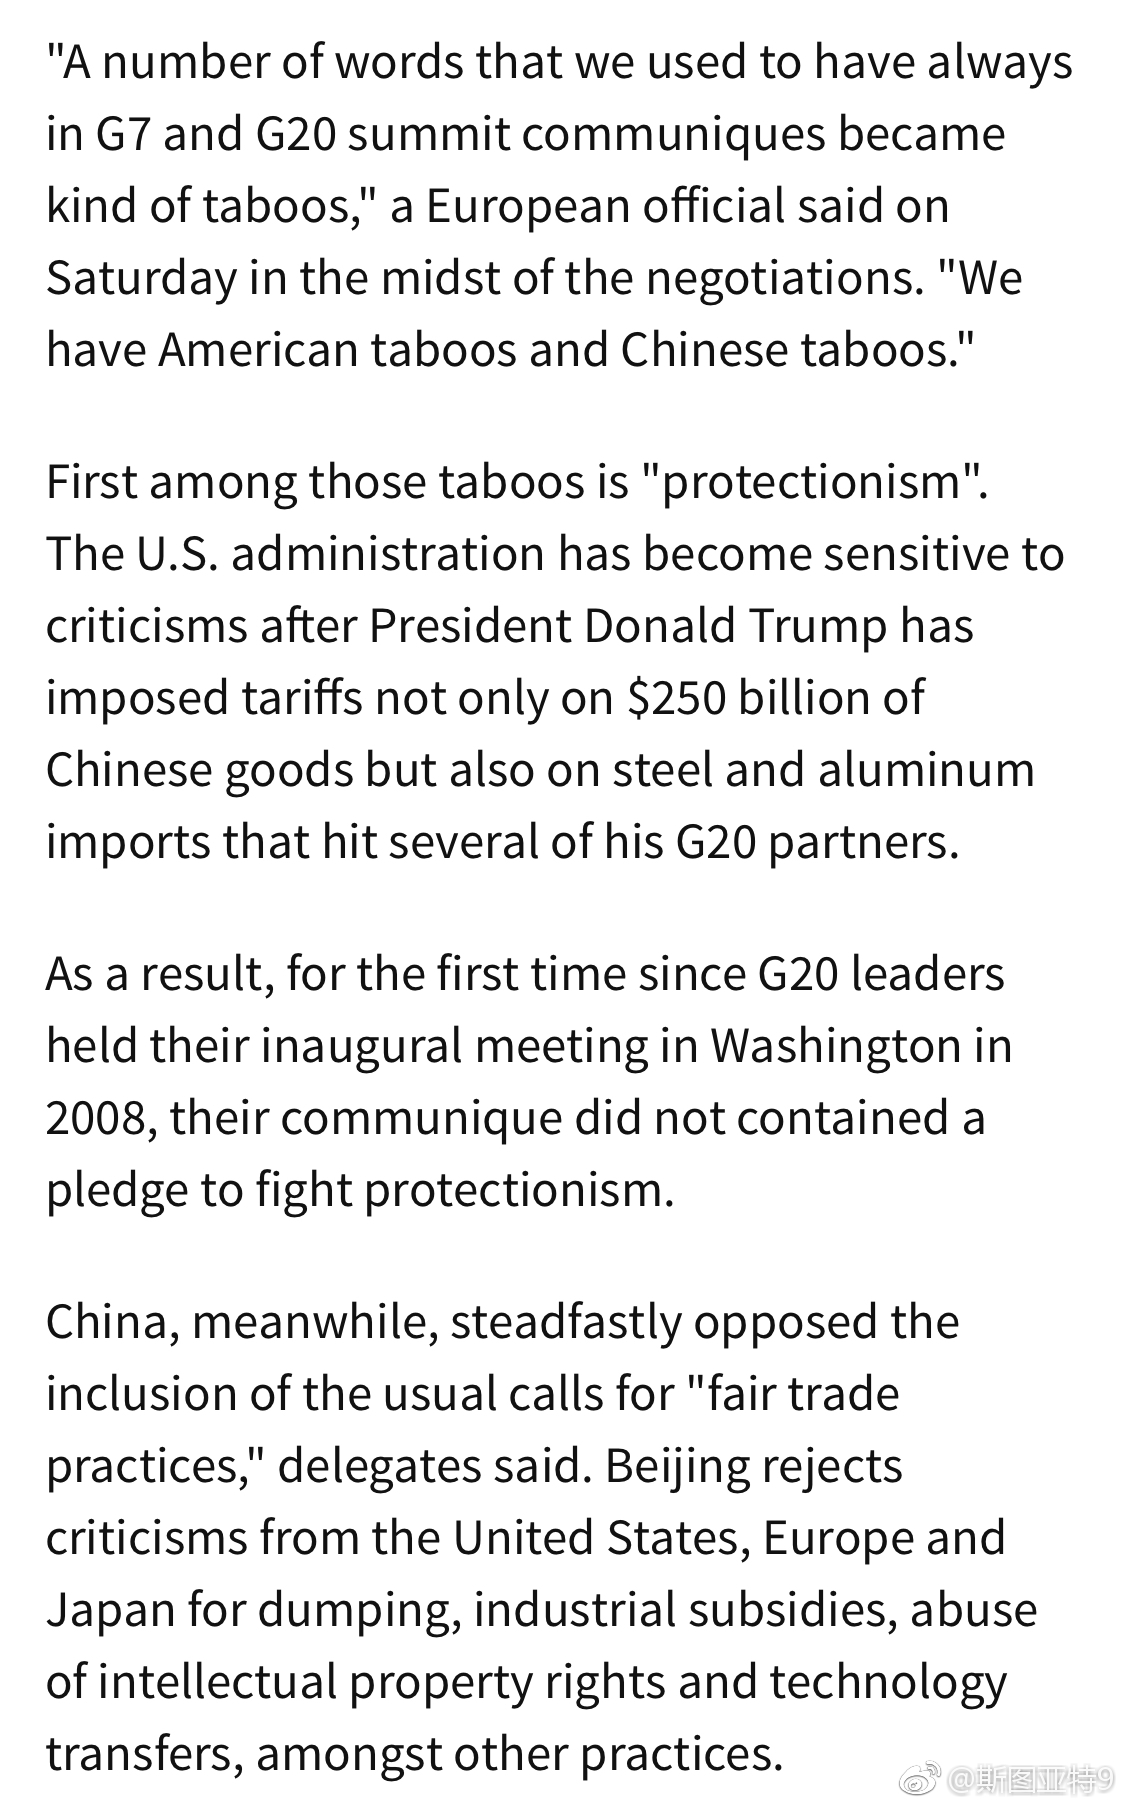 "A number of words that we used to have always
in G7 and G20 summit communiques became
kind of taboos," a European official said on
Saturday in the midst of the negotiations. "We
have American taboos and Chinese taboos."
First among those taboos is "protectionism".
The U.S. administration has become sensitive to
criticisms after President Donald Trump has
imposed tariffs not only on $250 billion of
Chinese goods but also on steel and aluminum
imports that hit several of his G20 partners.
As a result, for the first time since G20 leaders
held their inaugural meeting in Washington in
2008, their communique did not contained a
pledge to fight protectionism.
China, meanwhile, steadfastly opposed the
inclusion of the usual calls for "fair trade
practices," delegates said. Beijing rejects
criticisms from the United States, Europe and
Japan for dumping, industrial subsidies, abuse
of intellectual property rights and technology
transfers, amongst other practices.
@斯图亚特9